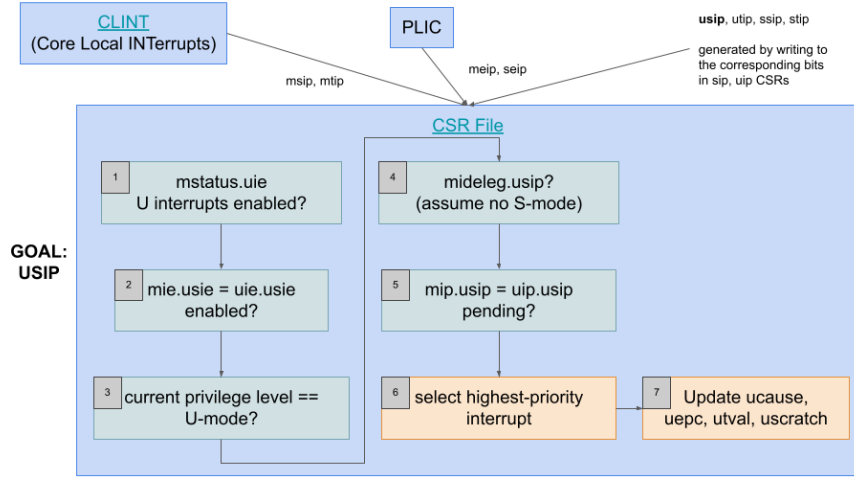 CLINT
(Core Local INTerrupts)
PLIC
usip, utip, ssip, stip
generated by writing to
the corresponding bits
in sip, uip CSRs
msip, mtip
meip, seip
CSR File
GOAL:
USIP
1
mstatus.uie
U interrupts enabled?
2
mie.usie = uie.usie
enabled?
3
current privilege level ==
U-mode?
4
mideleg.usip?
(assume no S-mode)
5
mip.usip = uip.usip
pending?
6
select highest-priority
interrupt
7
Update ucause,
uepc, utval, uscratch